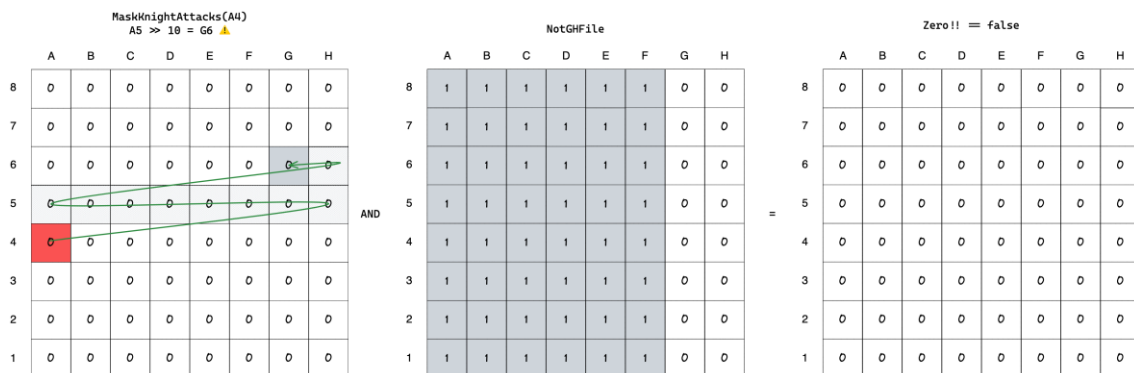 MaskKnightAttacks(A4)
A5 >> 10 = G6 ⚠️
NotGHFile
Zero!! == false
A B C D E F G H
A B C D E F G H
A B C D E F G H
8 0 0 0 0 0 0 0 0
8 1 1 1 1 1 1 0 0
8 0 0 0 0 0 0 0 0
7 0 0 0 0 0 0 0 0
7 1 1 1 1 1 1 0 0
7 0 0 0 0 0 0 0 0
6 0 0 0 0 0 0 0 0
6 1 1 1 1 1 1 0 0
6 0 0 0 0 0 0 0 0
5 0 0 0 0 0 0 0 0
AND
5 1 1 1 1 1 1 0 0
=
5 0 0 0 0 0 0 0 0
4 0 0 0 0 0 0 0 0
4 1 1 1 1 1 1 0 0
4 0 0 0 0 0 0 0 0
3 0 0 0 0 0 0 0 0
3 1 1 1 1 1 1 0 0
3 0 0 0 0 0 0 0 0
2 0 0 0 0 0 0 0 0
2 1 1 1 1 1 1 0 0
2 0 0 0 0 0 0 0 0
1 0 0 0 0 0 0 0 0
1 1 1 1 1 1 1 0 0
1 0 0 0 0 0 0 0 0